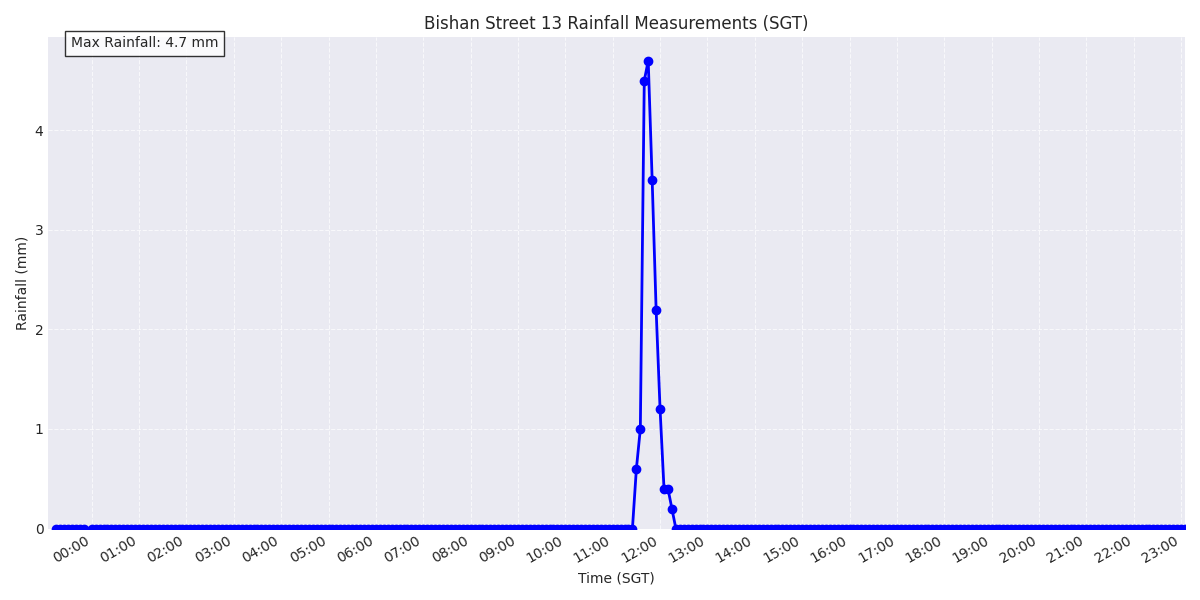 Bishan Street 13 Rainfall Measurements (SGT)
Max Rainfall: 4.7 mm
Rainfall (mm)
4
3
2
1
0
00:00 01:00 02:00 03:00 04:00 05:00 06:00 07:00 08:00 09:00 10:00 11:00 12:00 13:00 14:00 15:00 16:00 17:00 18:00 19:00 20:00 21:00 22:00 23:00
Time (SGT)